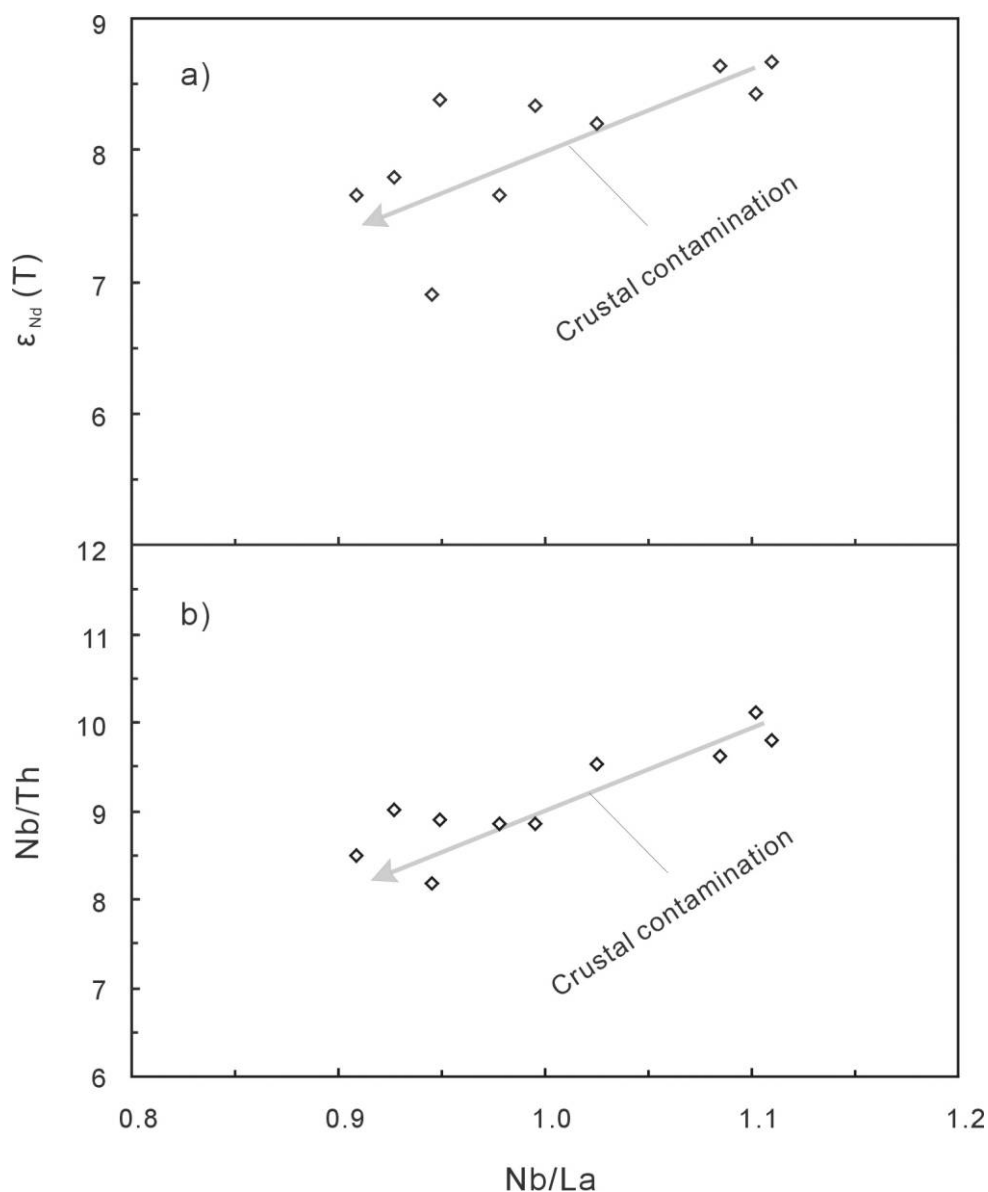 9
a)
8
Crustal contamination
7
ε Nd (T)
6
12
b)
11
10
Nb/Th
9
8
Crustal contamination
7
6
0.8 0.9 1.0 1.1 1.2
Nb/La